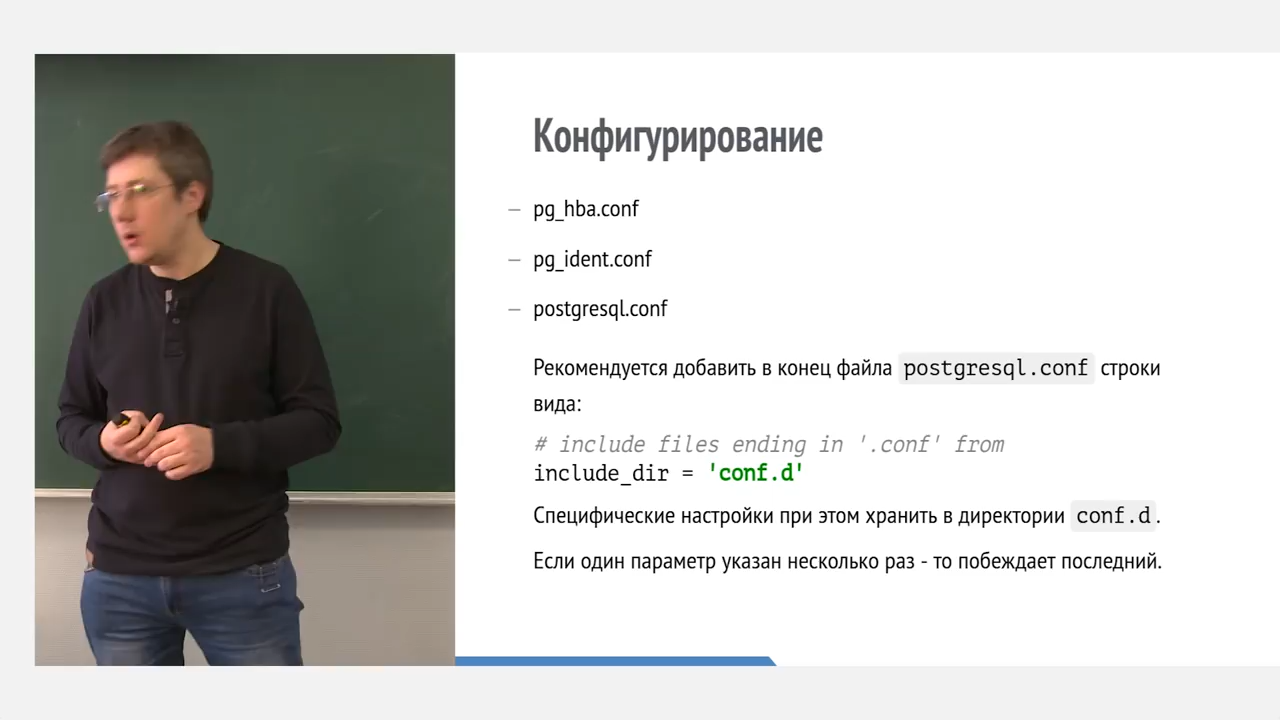 Конфигурирование
– pg_hba.conf
– pg_ident.conf
– postgresql.conf
Рекомендуется добавить в конец файла postgresql.conf строки
вида:
# include files ending in '.conf' from
include_dir = 'conf.d'
Специфические настройки при этом хранить в директории conf.d.
Если один параметр указан несколько раз - то побеждает последний.